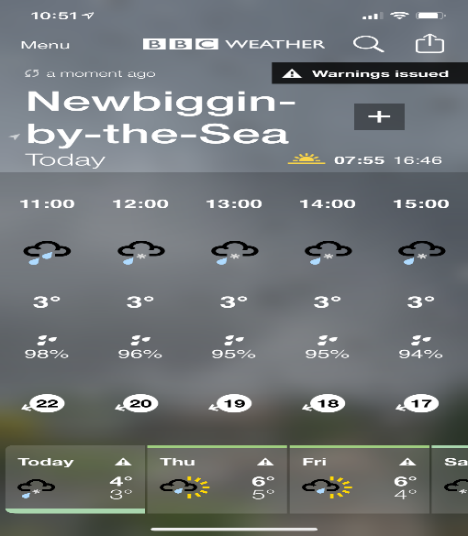 10:51
Menu BBC WEATHER
a moment ago Warnings issued
Newbiggin-
by-the-Sea
Today 07:55 16:46
11:00 12:00 13:00 14:00 15:00
3° 3° 3° 3° 3°
98% 96% 95% 95% 94%
22 20 19 18 17
Today Thu Fri Sa
4° 6° 6°
3° 5° 4°